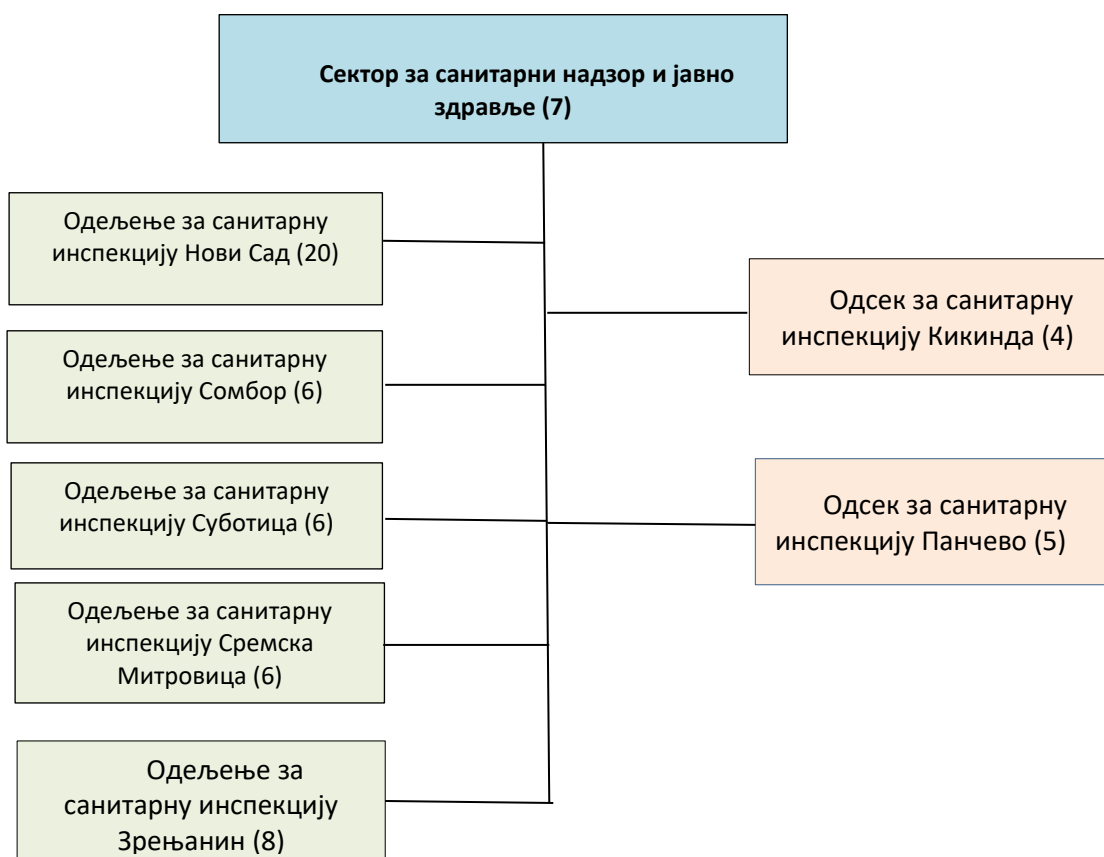 Сектор за санитарни надзор и јавно
здравље (7)
Одељење за санитарну
инспекцију Нови Сад (20)
Одсек за санитарну
инспекцију Кикинда (4)
Одељење за санитарну
инспекцију Сомбор (6)
Одељење за санитарну
инспекцију Суботица (6)
Одсек за санитарну
инспекцију Панчево (5)
Одељење за санитарну
инспекцију Сремска
Митровица (6)
Одељење за
санитарну инспекцију
Зрењанин (8)